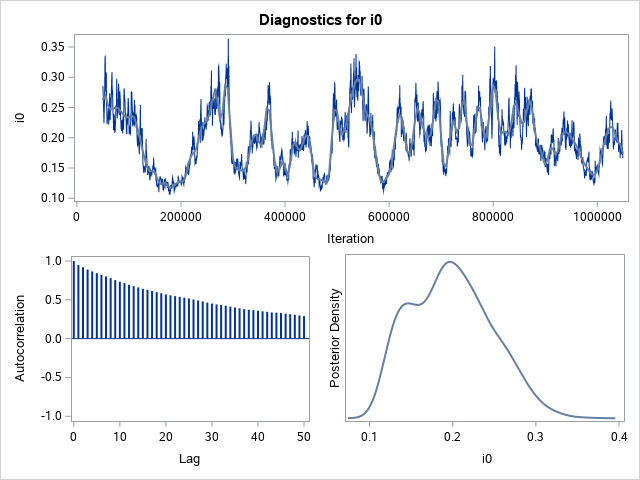 Diagnostics for i0
0.35
0.30
0.25
0.20
0.15
0.10
i0
0 200000 400000 600000 800000 1000000
Iteration
1.0
0.5
0.0
-0.5
-1.0
Autocorrelation
0 10 20 30 40 50
Lag
Posterior Density
0.1 0.2 0.3 0.4
i0